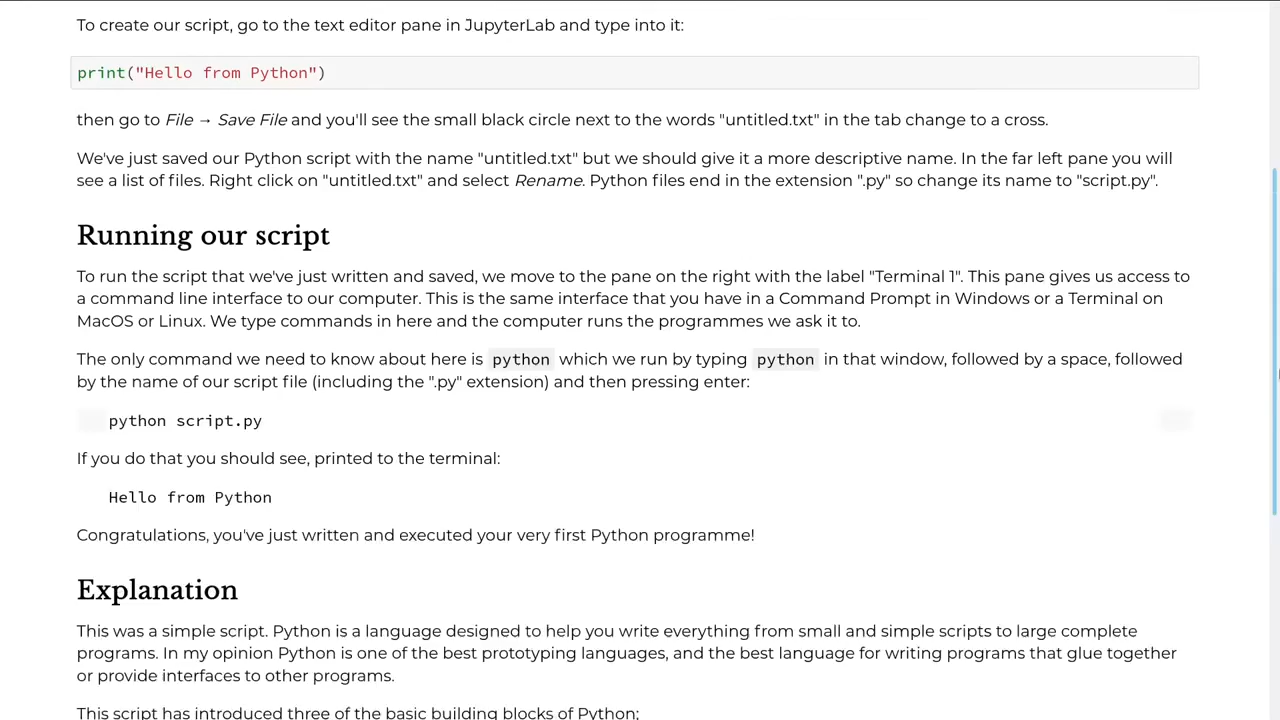 To create our script, go to the text editor pane in JupyterLab and type into it:
print("Hello from Python")
then go to File → Save File and you'll see the small black circle next to the words "untitled.txt" in the tab change to a cross.
We've just saved our Python script with the name "untitled.txt" but we should give it a more descriptive name. In the far left pane you will
see a list of files. Right click on "untitled.txt" and select Rename. Python files end in the extension ".py" so change its name to "script.py".
Running our script
To run the script that we've just written and saved, we move to the pane on the right with the label "Terminal 1". This pane gives us access to
a command line interface to our computer. This is the same interface that you have in a Command Prompt in Windows or a Terminal on
MacOS or Linux. We type commands in here and the computer runs the programmes we ask it to.
The only command we need to know about here is python which we run by typing python in that window, followed by a space, followed
by the name of our script file (including the ".py" extension) and then pressing enter:
python script.py
If you do that you should see, printed to the terminal:
Hello from Python
Congratulations, you've just written and executed your very first Python programme!
Explanation
This was a simple script. Python is a language designed to help you write everything from small and simple scripts to large complete
programs. In my opinion Python is one of the best prototyping languages, and the best language for writing programs that glue together
or provide interfaces to other programs.
This script has introduced three of the basic building blocks of Python;